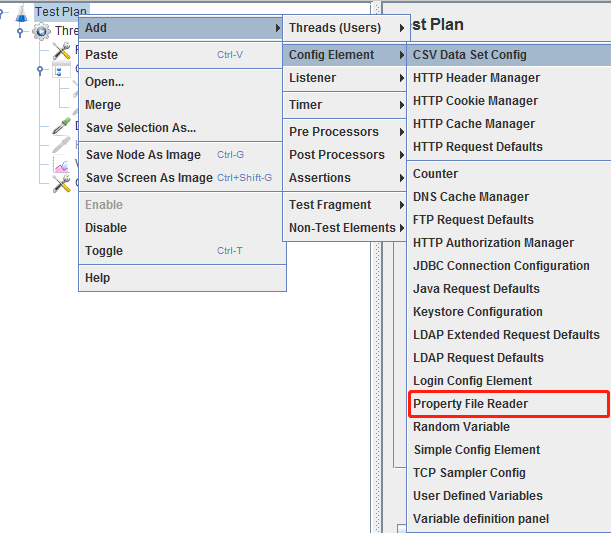 Test Plan
Thre
Add
Paste Ctrl-V
Open...
Merge
Save Selection As...
Save Node As Image Ctrl-G
Save Screen As Image Ctrl+Shift-G
Enable
Disable
Toggle Ctrl-T
Help
Threads (Users)
Config Element
Listener
Timer
Pre Processors
Post Processors
Assertions
Test Fragment
Non-Test Elements
st Plan
CSV Data Set Config
HTTP Header Manager
HTTP Cookie Manager
HTTP Cache Manager
HTTP Request Defaults
Counter
DNS Cache Manager
FTP Request Defaults
HTTP Authorization Manager
JDBC Connection Configuration
Java Request Defaults
Keystore Configuration
LDAP Extended Request Defaults
LDAP Request Defaults
Login Config Element
Property File Reader
Random Variable
Simple Config Element
TCP Sampler Config
User Defined Variables
Variable definition panel